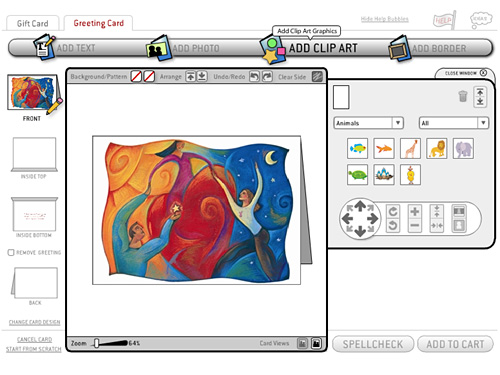 Gift Card
Greeting Card
Add Clip Art Graphics
Hide Help Bubbles
HELP
ADD TEXT
ADD PHOTO
ADD CLIP ART
ADD BORDER
Background/Pattern
Arrange
Undo/Redo
Clear Side
CLOSE WINDOW
FRONT
Animals
All
INSIDE TOP
INSIDE BOTTOM
REMOVE GREETING
BACK
CHANGE CARD DESIGN
CANCEL CARD
START FROM SCRATCH
Zoom
64%
Card Views
SPELLCHECK
ADD TO CART